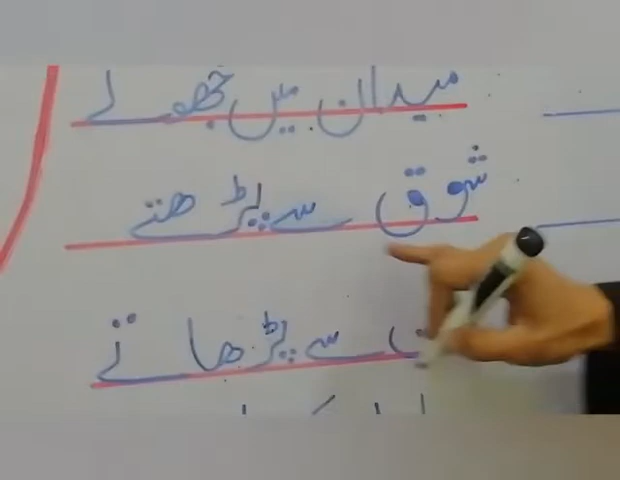 میدان میں جھولے
شوق سے پڑھتے
سے پڑھاتے